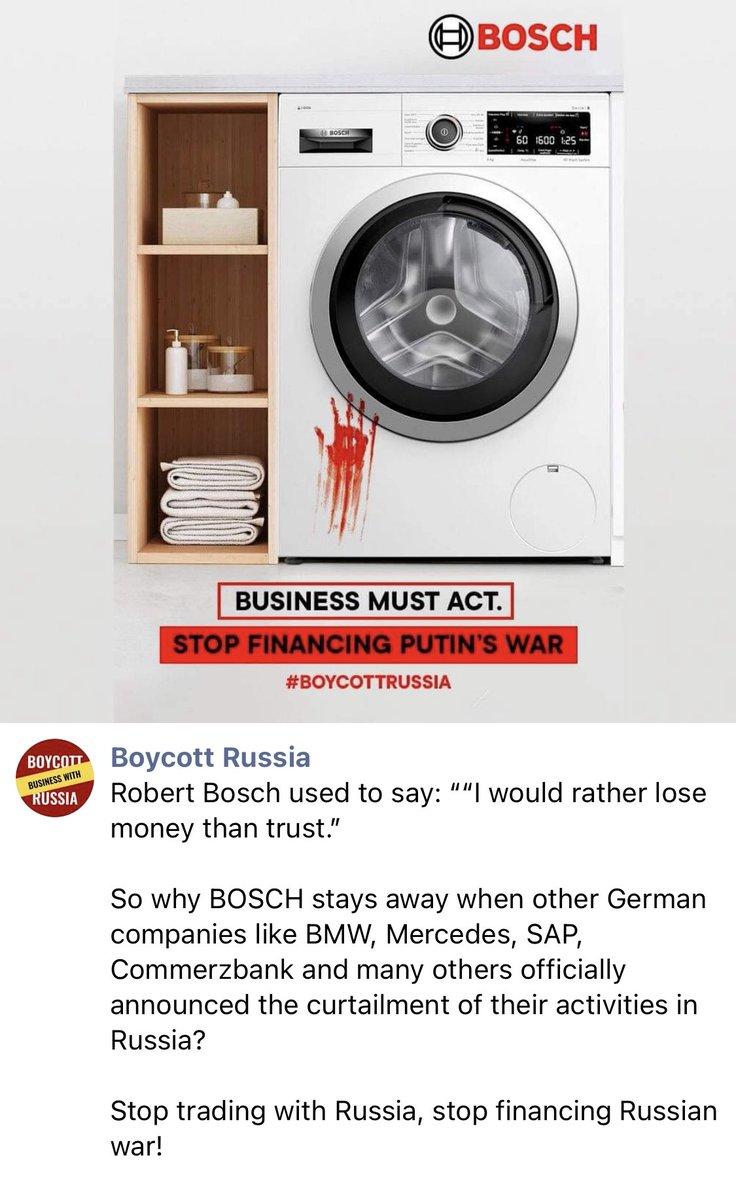 BOSCH
BOSCH
60 1600 1:25
BUSINESS MUST ACT.
STOP FINANCING PUTIN'S WAR
#BOYCOTTRUSSIA
BOYCOTT
BUSINESS WITH
RUSSIA
Boycott Russia
Robert Bosch used to say: ““I would rather lose
money than trust.”
So why BOSCH stays away when other German
companies like BMW, Mercedes, SAP,
Commerzbank and many others officially
announced the curtailment of their activities in
Russia?
Stop trading with Russia, stop financing Russian
war!